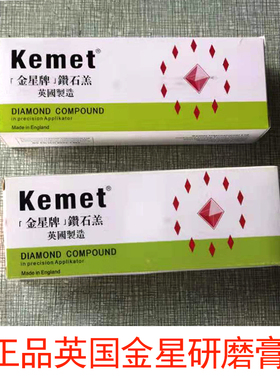 Kemet®
「金星牌」鑽石羔
英國製造
DIAMOND COMPOUND
in precision Applikator
Made in England
Kemet®
「金星牌」鑽石羔
英國製造
DIAMOND COMPOUND
in precision Applikator
Made in England
正品英国金星研磨膏